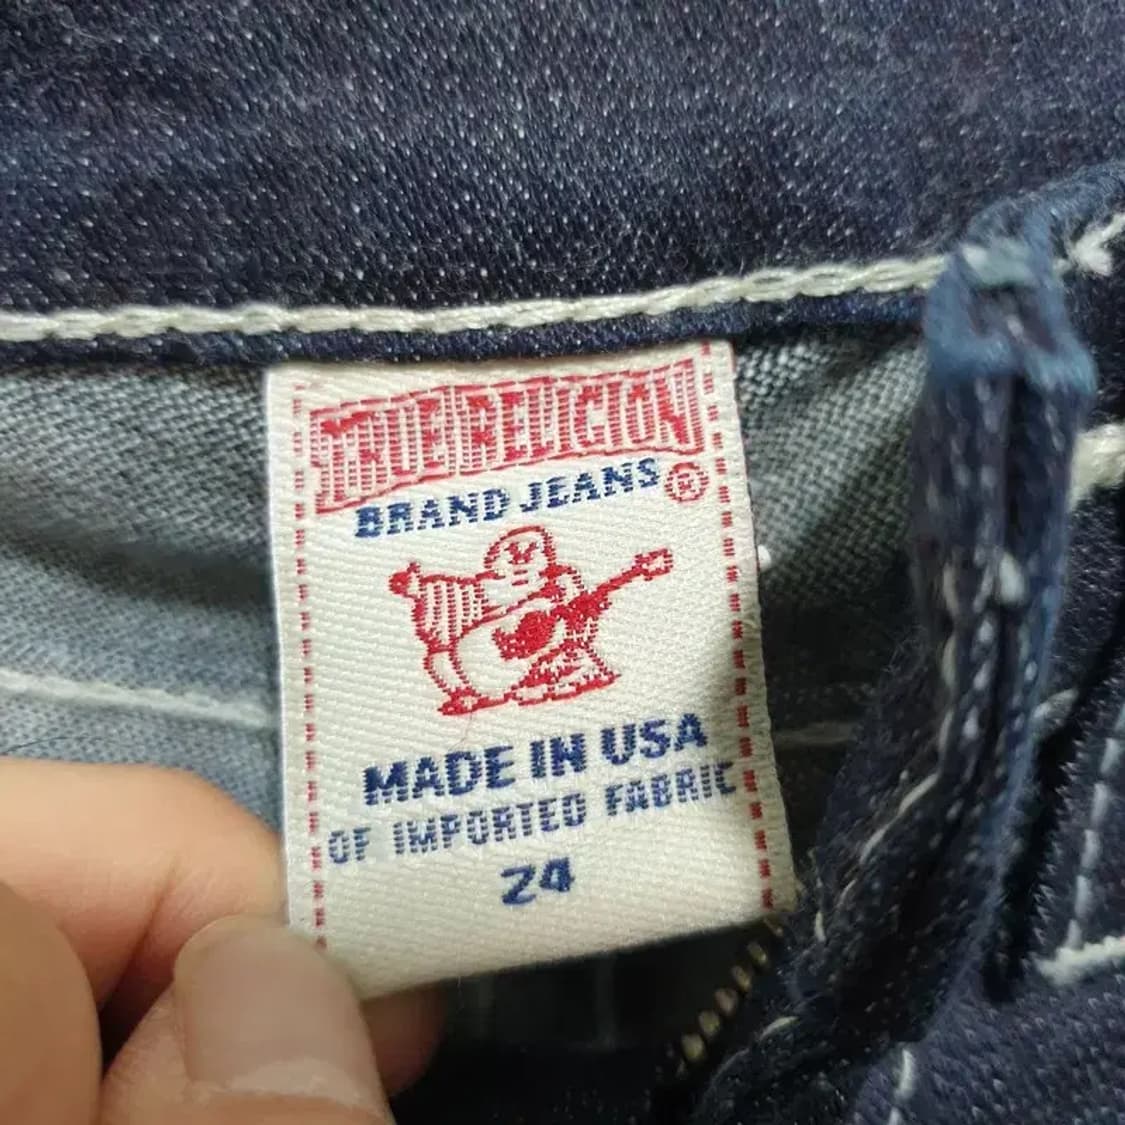 TRUE RELIGION
BRAND JEANS ®
MADE IN USA
OF IMPORTED FABRIC
24